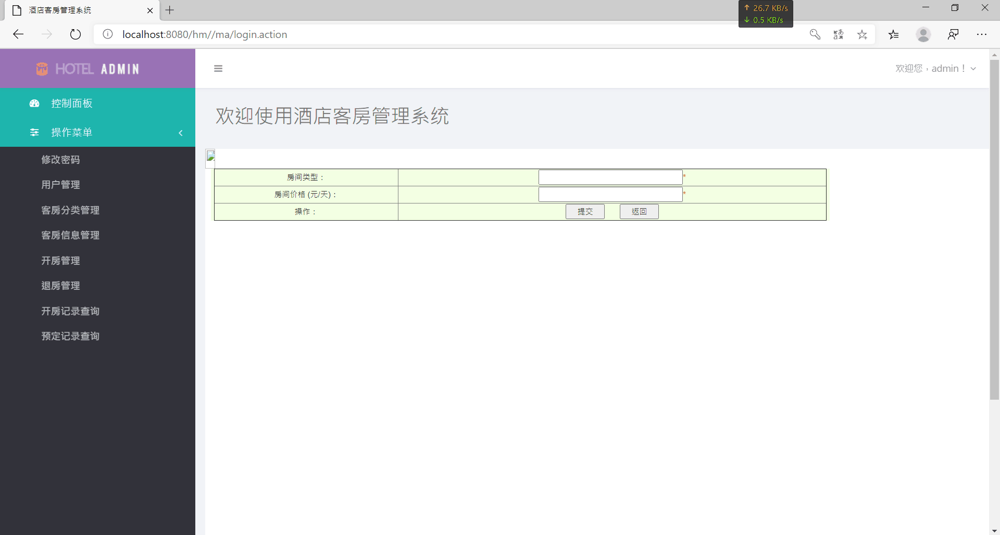 酒店客房管理系统
↑ 26.7 KB/s
↓ 0.5 KB/s
localhost:8080/hm//ma/login.action
HOTEL ADMIN
欢迎您，admin！
控制面板
操作菜单
修改密码
用户管理
客房分类管理
客房信息管理
开房管理
退房管理
开房记录查询
预定记录查询
欢迎使用酒店客房管理系统
房间类型： *
房间价格 (元/天)： *
操作： 提交 返回